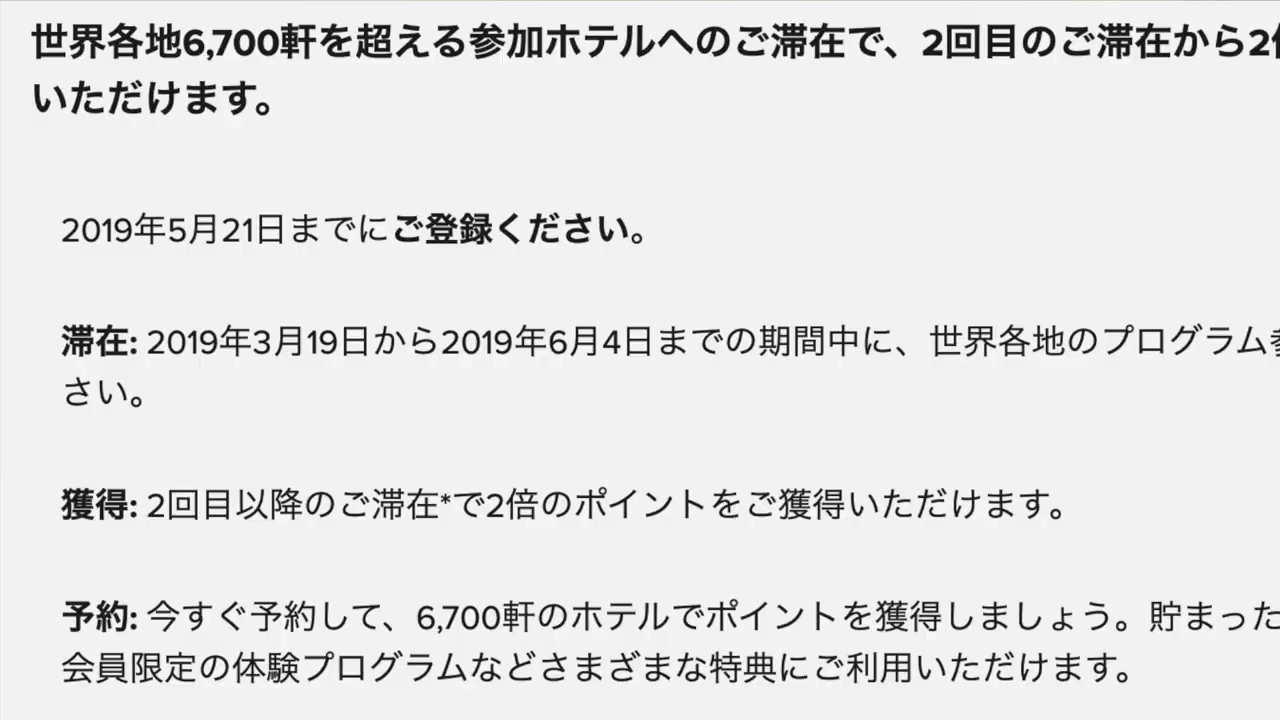 世界各地6,700軒を超える参加ホテルへのご滞在で、2回目のご滞在から2
いただけます。
2019年5月21日までにご登録ください。
滞在: 2019年3月19日から2019年6月4日までの期間中に、世界各地のプログラム
さい。
獲得: 2回目以降のご滞在*で2倍のポイントをご獲得いただけます。
予約: 今すぐ予約して、6,700軒のホテルでポイントを獲得しましょう。貯まった
会員限定の体験プログラムなどさまざまな特典にご利用いただけます。